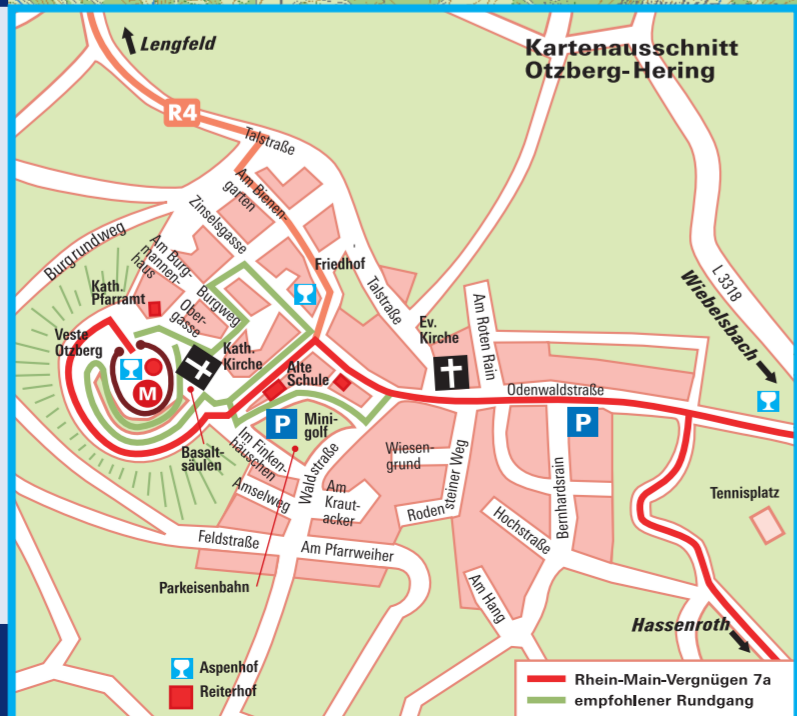 Kartenausschnitt
Otzberg-Hering
Lengfeld
R4
Talstraße
Am Bienen-
garten
Zinselsgasse
Burgrundweg
Am Burg-
mannen-
haus
Friedhof
Kath.
Pfarramt
Ober-
gasse
Burgweg
Talstraße
L 3318
Wiebelsbach
Veste
Otzberg
M
Kath.
Kirche
Ev.
Kirche
Am Roten Rain
Alte
Schule
Odenwaldstraße
P
Mini-
golf
P
Basalt-
säulen
Im Finken-
häuschen
Waldstraße
Wiesen-
grund
Rodensteiner Weg
Bernhardsrain
Amselweg
Am
Kraut-
acker
Hochstraße
Tennisplatz
Feldstraße
Am Pfarrweiher
Parkeisenbahn
Am Hang
Hassenroth
Aspenhof
Reiterhof
Rhein-Main-Vergnügen 7a
empfohlener Rundgang